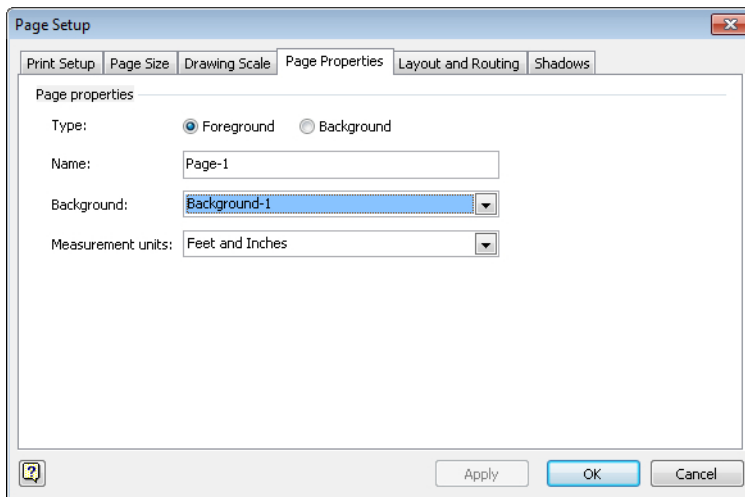 Page Setup
Print Setup Page Size Drawing Scale Page Properties Layout and Routing Shadows
Page properties
Type: Foreground Background
Name: Page-1
Background: Background-1
Measurement units: Feet and Inches
Apply OK Cancel